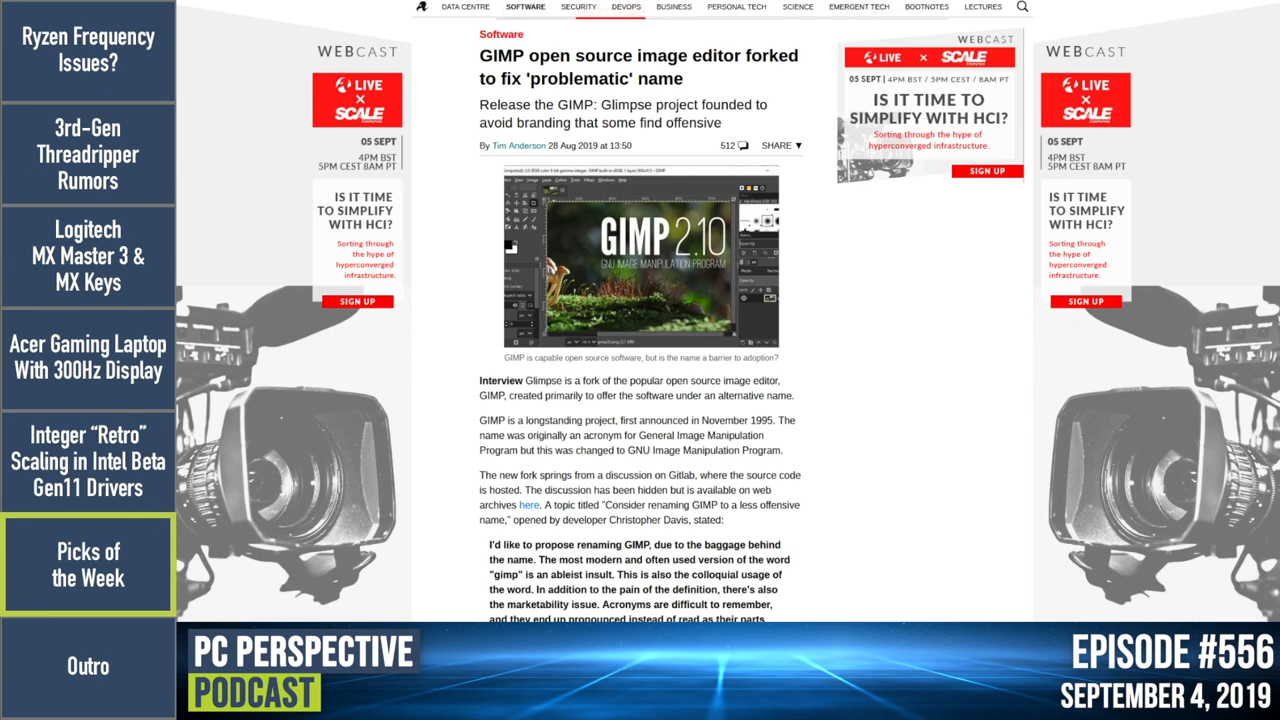 Ryzen Frequency
Issues?
3rd-Gen
Threadripper
Rumors
Logitech
MX Master 3 &
MX Keys
Acer Gaming Laptop
With 300Hz Display
Integer “Retro”
Scaling in Intel Beta
Gen11 Drivers
Picks of
the Week
Outro
DATA CENTRE SOFTWARE SECURITY DEVOPS BUSINESS PERSONAL TECH SCIENCE EMERGENT TECH BOOTNOTES LECTURES
WEBCAST
LIVE
X
SCALE
COMPUTING
05 SEPT
4PM BST
5PM CEST 8AM PT
IS IT TIME
TO SIMPLIFY
WITH HCI?
Sorting through
the hype of
hyperconverged
infrastructure.
SIGN UP
Software
GIMP open source image editor forked
to fix 'problematic' name
Release the GIMP: Glimpse project founded to
avoid branding that some find offensive
By Tim Anderson 28 Aug 2019 at 13:50 512 SHARE ▼
GIMP 2.10
GNU IMAGE MANIPULATION PROGRAM
GIMP is capable open source software, but is the name a barrier to adoption?
Interview Glimpse is a fork of the popular open source image editor,
GIMP, created primarily to offer the software under an alternative name.
GIMP is a longstanding project, first announced in November 1995. The
name was originally an acronym for General Image Manipulation
Program but this was changed to GNU Image Manipulation Program.
The new fork springs from a discussion on Gitlab, where the source code
is hosted. The discussion has been hidden but is available on web
archives here. A topic titled "Consider renaming GIMP to a less offensive
name," opened by developer Christopher Davis, stated:
I'd like to propose renaming GIMP, due to the baggage behind
the name. The most modern and often used version of the word
"gimp" is an ableist insult. This is also the colloquial usage of
the word. In addition to the pain of the definition, there's also
the marketability issue. Acronyms are difficult to remember,
and they end up pronounced instead of read as their parts.
WEBCAST
LIVE X SCALE
COMPUTING
05 SEPT | 4PM BST / 5PM CEST / 8AM PT
IS IT TIME TO
SIMPLIFY WITH HCI?
Sorting through the hype of
hyperconverged infrastructure.
SIGN UP
WEBCAST
LIVE
X
SCALE
COMPUTING
05 SEPT
4PM BST
5PM CEST 8AM PT
IS IT TIME
TO SIMPLIFY
WITH HCI?
Sorting through
the hype of
hyperconverged
infrastructure.
SIGN UP
PC PERSPECTIVE
PODCAST
EPISODE #556
SEPTEMBER 4, 2019